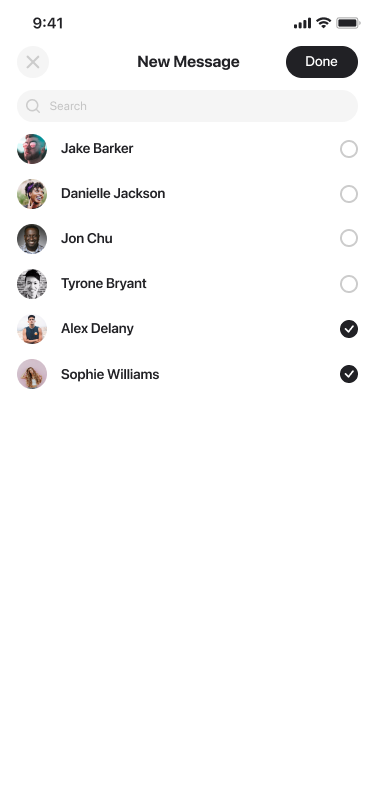 9:41
New Message
Done
Search
Jake Barker
Danielle Jackson
Jon Chu
Tyrone Bryant
Alex Delany
Sophie Williams